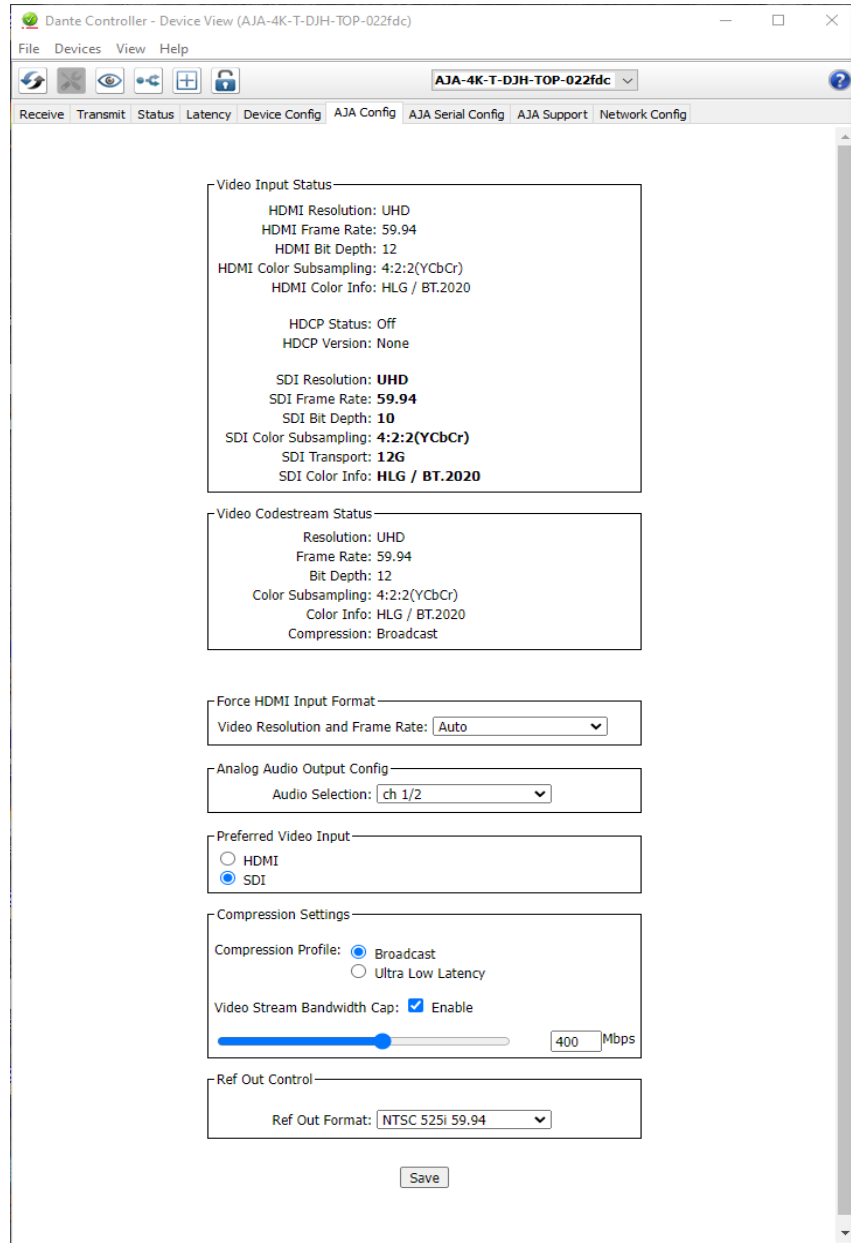 Dante Controller - Device View (AJA-4K-T-DJH-TOP-022fdc)
File Devices View Help
AJA-4K-T-DJH-TOP-022fdc
?
Receive Transmit Status Latency Device Config AJA Config AJA Serial Config AJA Support Network Config
Video Input Status
HDMI Resolution: UHD
HDMI Frame Rate: 59.94
HDMI Bit Depth: 12
HDMI Color Subsampling: 4:2:2(YCbCr)
HDMI Color Info: HLG / BT.2020
HDCP Status: Off
HDCP Version: None
SDI Resolution: UHD
SDI Frame Rate: 59.94
SDI Bit Depth: 10
SDI Color Subsampling: 4:2:2(YCbCr)
SDI Transport: 12G
SDI Color Info: HLG / BT.2020
Video Codestream Status
Resolution: UHD
Frame Rate: 59.94
Bit Depth: 12
Color Subsampling: 4:2:2(YCbCr)
Color Info: HLG / BT.2020
Compression: Broadcast
Force HDMI Input Format
Video Resolution and Frame Rate: Auto
Analog Audio Output Config
Audio Selection: ch 1/2
Preferred Video Input
HDMI
SDI
Compression Settings
Compression Profile: Broadcast
Ultra Low Latency
Video Stream Bandwidth Cap: Enable
400 Mbps
Ref Out Control
Ref Out Format: NTSC 525i 59.94
Save